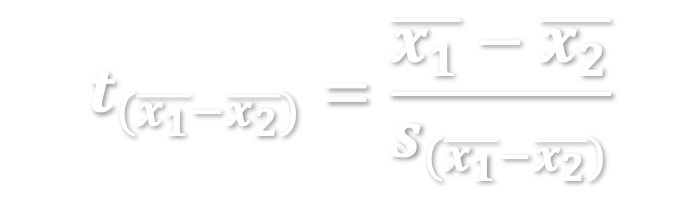 t_(x̄₁−x̄₂) = (x̄₁ − x̄₂) / s_(x̄₁−x̄₂)